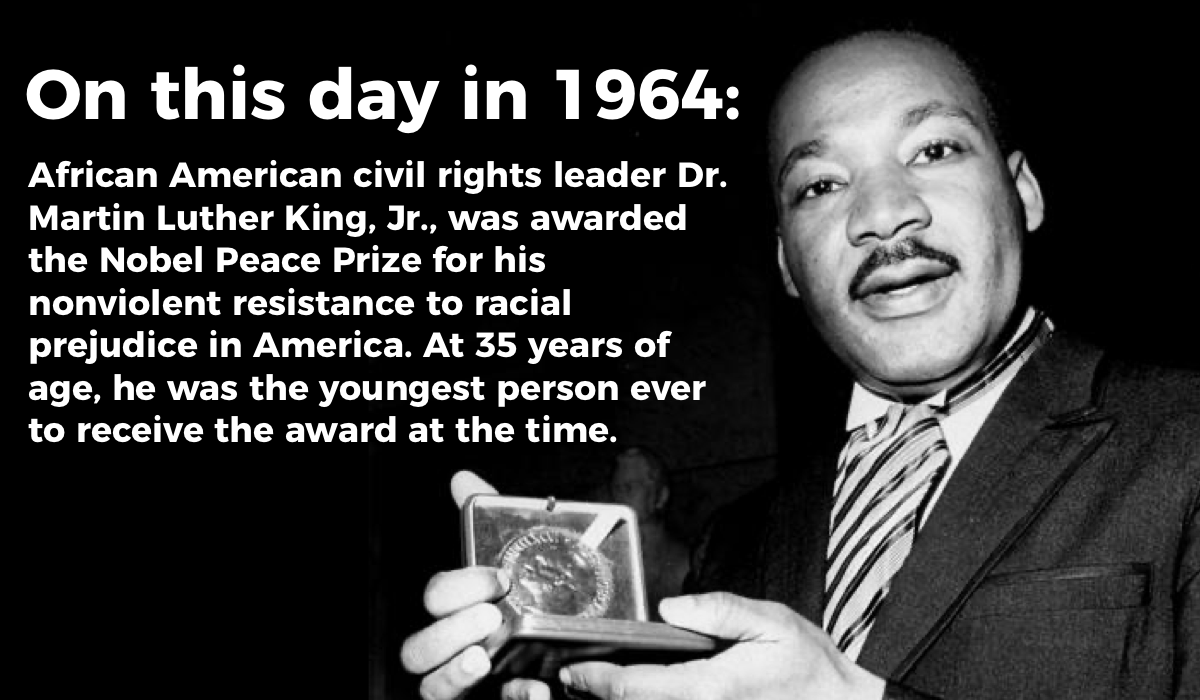 On this day in 1964:
African American civil rights leader Dr.
Martin Luther King, Jr., was awarded
the Nobel Peace Prize for his
nonviolent resistance to racial
prejudice in America. At 35 years of
age, he was the youngest person ever
to receive the award at the time.